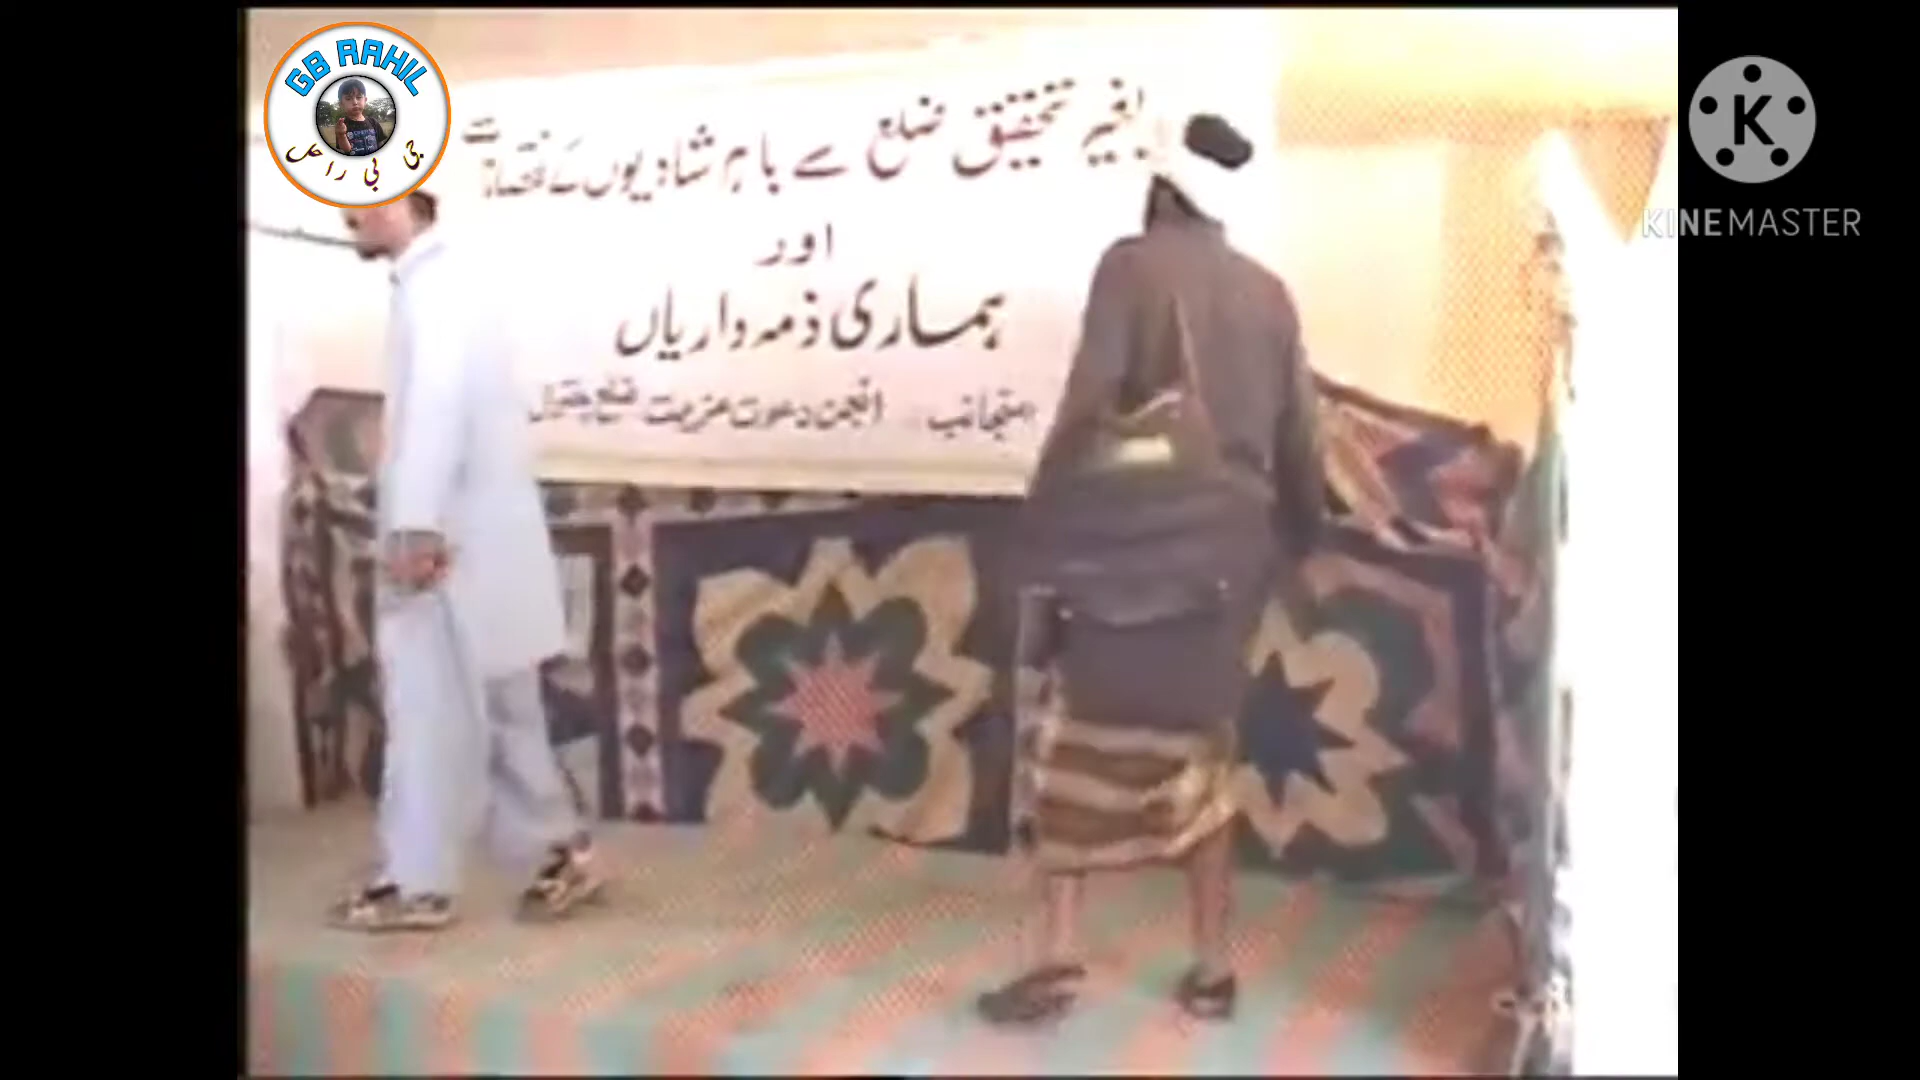 GB RAHIL
جی بی راحل
بغیر تحقیق ضلع سے باہر شادیوں کے نقصانات
اور
ہماری ذمہ داریاں
منجانب انجمن دعوت عزیمت ضلع چترال
K
KINEMASTER